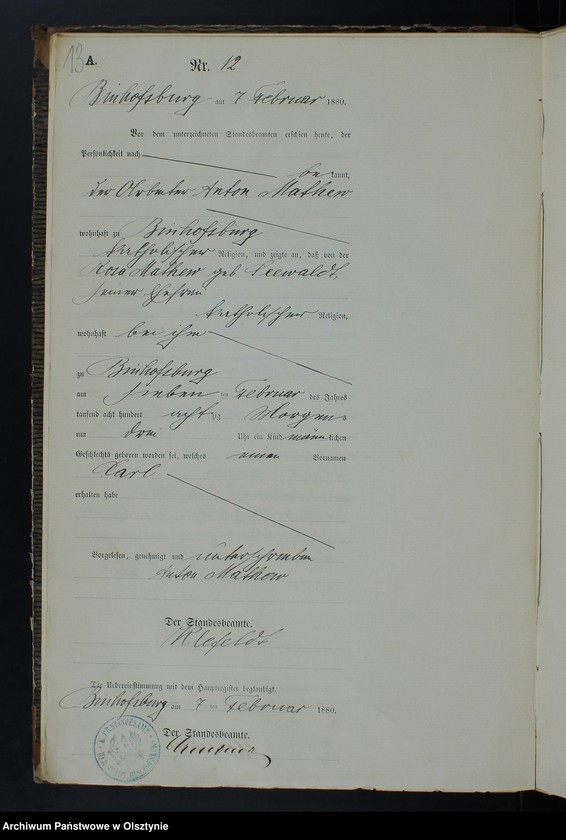 13
A.
Nr. 12
Bischofsburg am 7 Februar 1880.
Vor dem unterzeichneten Standesbeamten erschien heute, der
Persönlichkeit nach
be kannt,
der Arbeiter Anton Mathew
wohnhaft zu Bischofsburg
katholischer Religion, und zeigte an, daß von der
Rosa Mathew geb Leewaldt
seiner Ehefrau
katholischer Religion,
wohnhaft bei ihm
zu Bischofsburg
am sieben ten Februar des Jahres
tausend acht hundert achtzig Morgens
um drei Uhr ein Kind männlichen
Geschlechts geboren worden sei, welches einen Vornamen
Carl
erhalten habe
Vorgelesen, genehmigt und unterschrieben
Anton Mathew
Der Standesbeamte.
Klefeldt
Die Uebereinstimmung mit dem Hauptregister beglaubigt.
Bischofsburg am 7 ten Februar 1880.
Der Standesbeamte.
Archiwum Państwowe w Olsztynie